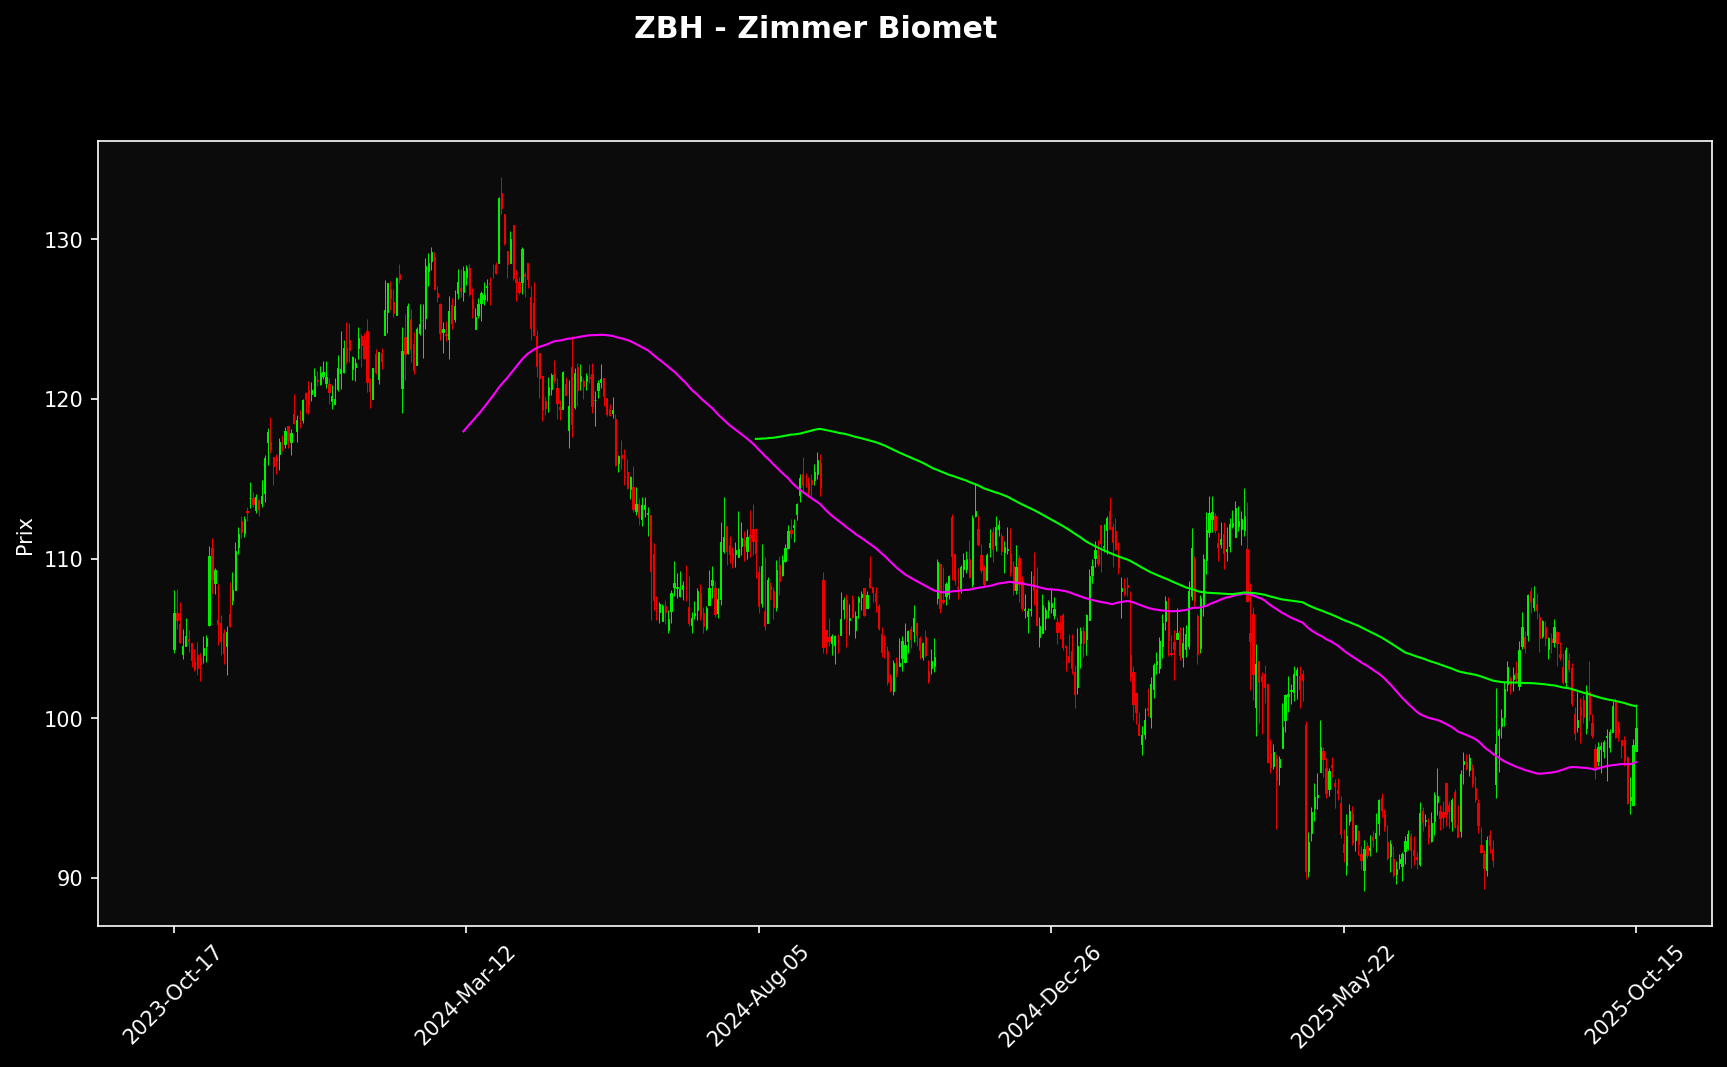 ZBH - Zimmer Biomet
Prix
130
120
110
100
90
2023-Oct-17
2024-Mar-12
2024-Aug-05
2024-Dec-26
2025-May-22
2025-Oct-15